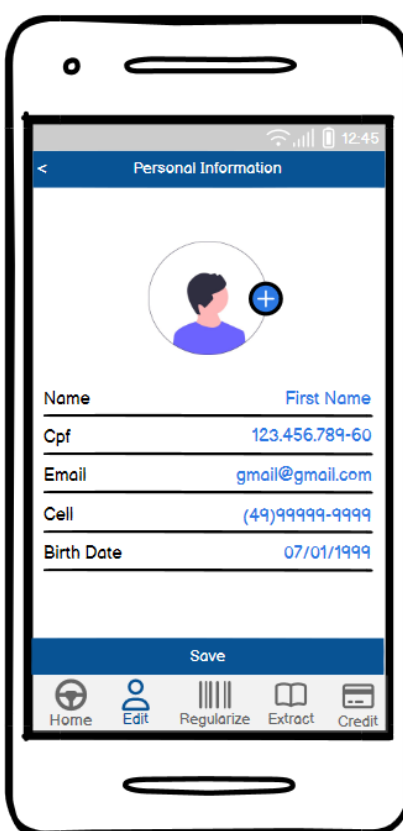 12:45
< Personal Information
Name First Name
Cpf 123.456.789-60
Email gmail@gmail.com
Cell (49)99999-9999
Birth Date 07/01/1999
Save
Home Edit Regularize Extract Credit